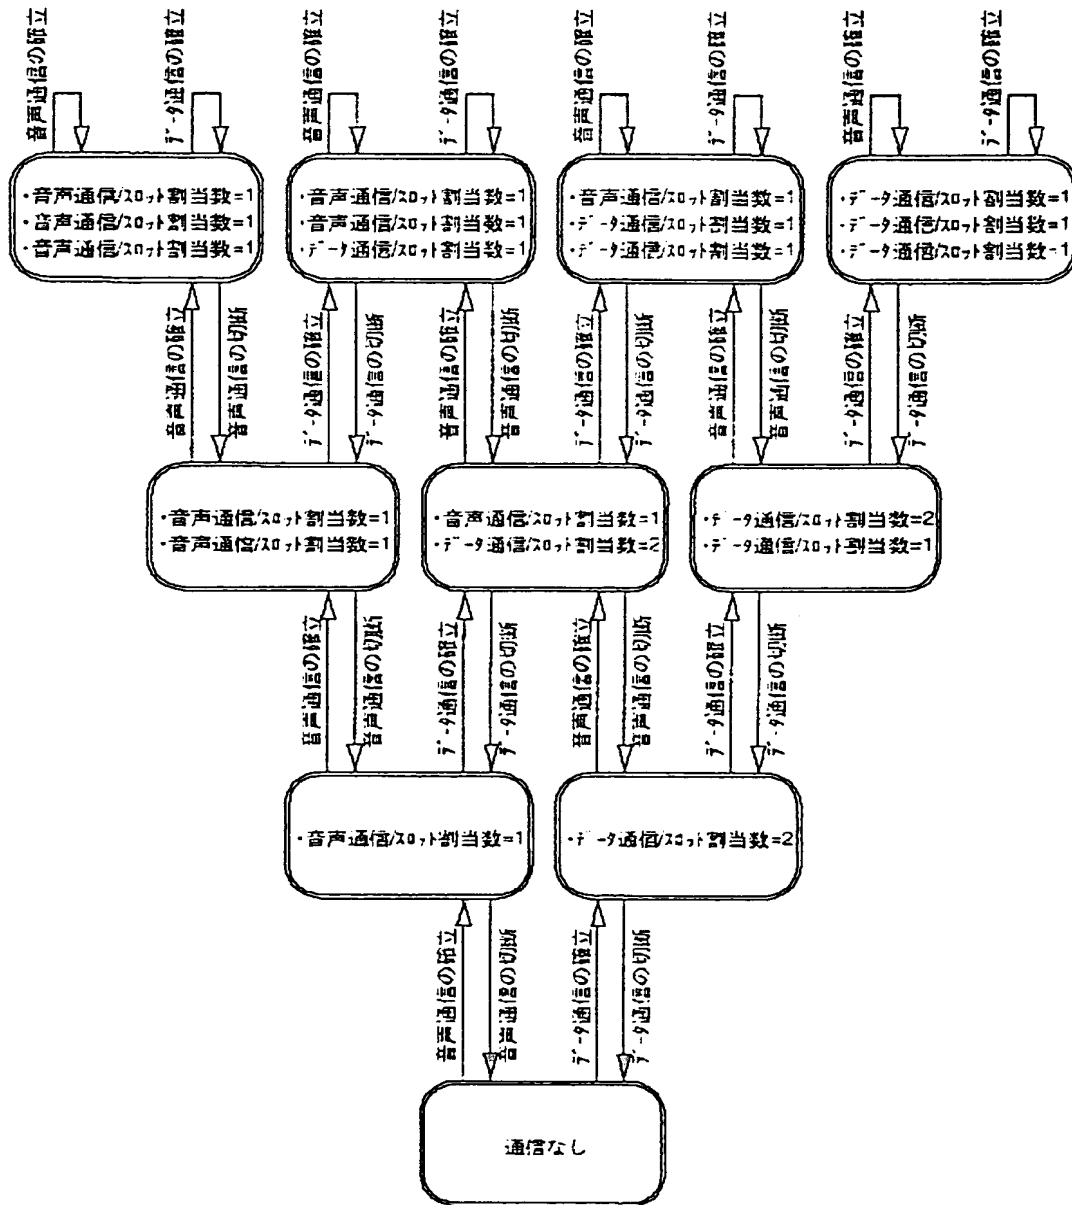 音声通信の確立
データ通信の確立
音声通信の確立
データ通信の確立
音声通信の確立
データ通信の確立
音声通信の確立
データ通信の確立
・音声通信/スロット割当数=1
・音声通信/スロット割当数=1
・音声通信/スロット割当数=1
・音声通信/スロット割当数=1
・音声通信/スロット割当数=1
・データ通信/スロット割当数=1
・音声通信/スロット割当数=1
・データ通信/スロット割当数=1
・データ通信/スロット割当数=1
・データ通信/スロット割当数=1
・データ通信/スロット割当数=1
・データ通信/スロット割当数=1
音声通信の確立
音声通信の切断
データ通信の確立
データ通信の切断
音声通信の確立
音声通信の切断
データ通信の確立
データ通信の切断
音声通信の確立
音声通信の切断
データ通信の確立
データ通信の切断
・音声通信/スロット割当数=1
・音声通信/スロット割当数=1
・音声通信/スロット割当数=1
・データ通信/スロット割当数=2
・データ通信/スロット割当数=2
・データ通信/スロット割当数=1
音声通信の確立
音声通信の切断
データ通信の確立
データ通信の切断
音声通信の確立
音声通信の切断
データ通信の確立
データ通信の切断
・音声通信/スロット割当数=1
・データ通信/スロット割当数=2
音声通信の確立
音声通信の切断
データ通信の確立
データ通信の切断
通信なし